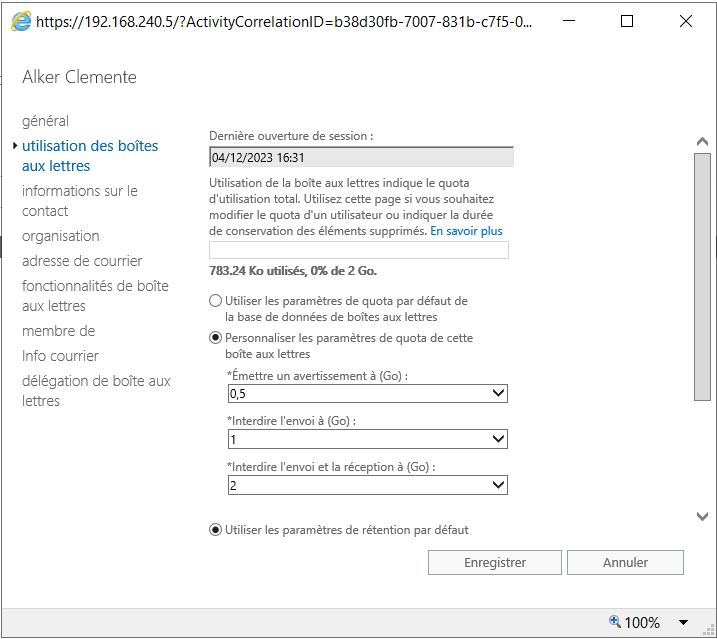 https://192.168.240.5/?ActivityCorrelationID=b38d30fb-7007-831b-c7f5-0...
Alker Clemente
général
utilisation des boîtes
aux lettres
informations sur le
contact
organisation
adresse de courrier
fonctionnalités de boîte
aux lettres
membre de
Info courrier
délégation de boîte aux
lettres
Dernière ouverture de session :
04/12/2023 16:31
Utilisation de la boîte aux lettres indique le quota
d'utilisation total. Utilisez cette page si vous souhaitez
modifier le quota d'un utilisateur ou indiquer la durée
de conservation des éléments supprimés. En savoir plus
783.24 Ko utilisés, 0% de 2 Go.
Utiliser les paramètres de quota par défaut de
la base de données de boîtes aux lettres
Personnaliser les paramètres de quota de cette
boîte aux lettres
*Émettre un avertissement à (Go) :
0,5
*Interdire l'envoi à (Go) :
1
*Interdire l'envoi et la réception à (Go) :
2
Utiliser les paramètres de rétention par défaut
Enregistrer
Annuler
100%